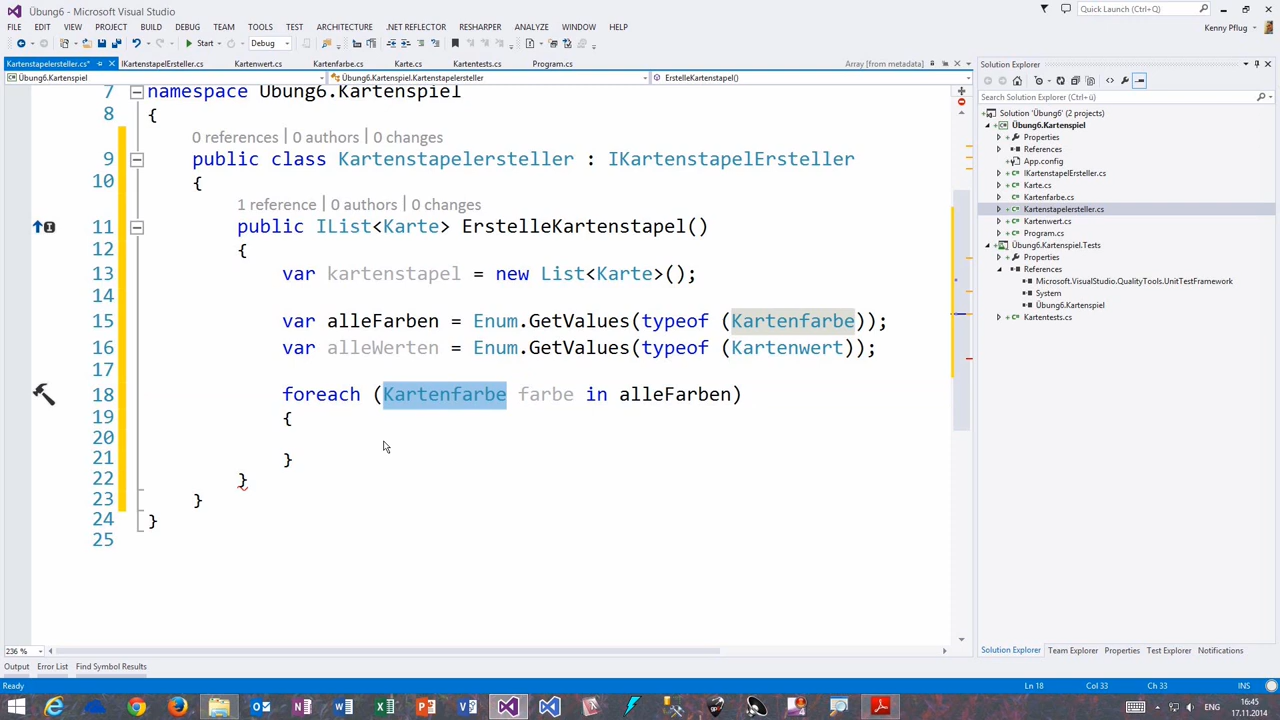 Übung6 - Microsoft Visual Studio
Quick Launch (Ctrl+Q)
FILE EDIT VIEW PROJECT BUILD DEBUG TEAM TOOLS TEST .NET REFLECTOR RESHARPER ANALYZE WINDOW HELP
Kenny Pflug
Start
Debug
Kartenstapelersteller.cs* IKartenstapelErsteller.cs Kartenwert.cs Kartenfarbe.cs Karte.cs Kartentests.cs Program.cs Array [from metadata]
Übung6.Kartenspiel Übung6.Kartenspiel.Kartenstapelersteller ErstelleKartenstapel()
7 namespace Übung6.Kartenspiel
8 {
0 references | 0 authors | 0 changes
9 public class Kartenstapelersteller : IKartenstapelErsteller
10 {
1 reference | 0 authors | 0 changes
11 public IList<Karte> ErstelleKartenstapel()
12 {
13 var kartenstapel = new List<Karte>();
14
15 var alleFarben = Enum.GetValues(typeof (Kartenfarbe));
16 var alleWerten = Enum.GetValues(typeof (Kartenwert));
17
18 foreach (Kartenfarbe farbe in alleFarben)
19 {
20
21 }
22 }
23 }
24 }
25
236 %
Output Error List Find Symbol Results
Ready
Ln 18 Col 33 Ch 33 INS
Solution Explorer
Search Solution Explorer (Ctrl+ü)
Solution 'Übung6' (2 projects)
Übung6.Kartenspiel
Properties
References
App.config
IKartenstapelErsteller.cs
Karte.cs
Kartenfarbe.cs
Kartenstapelersteller.cs
Kartenwert.cs
Program.cs
Übung6.Kartenspiel.Tests
Properties
References
Microsoft.VisualStudio.QualityTools.UnitTestFramework
System
Übung6.Kartenspiel
Kartentests.cs
Solution Explorer Team Explorer Properties Test Explorer Notifications
ENG
16:45
17.11.2014